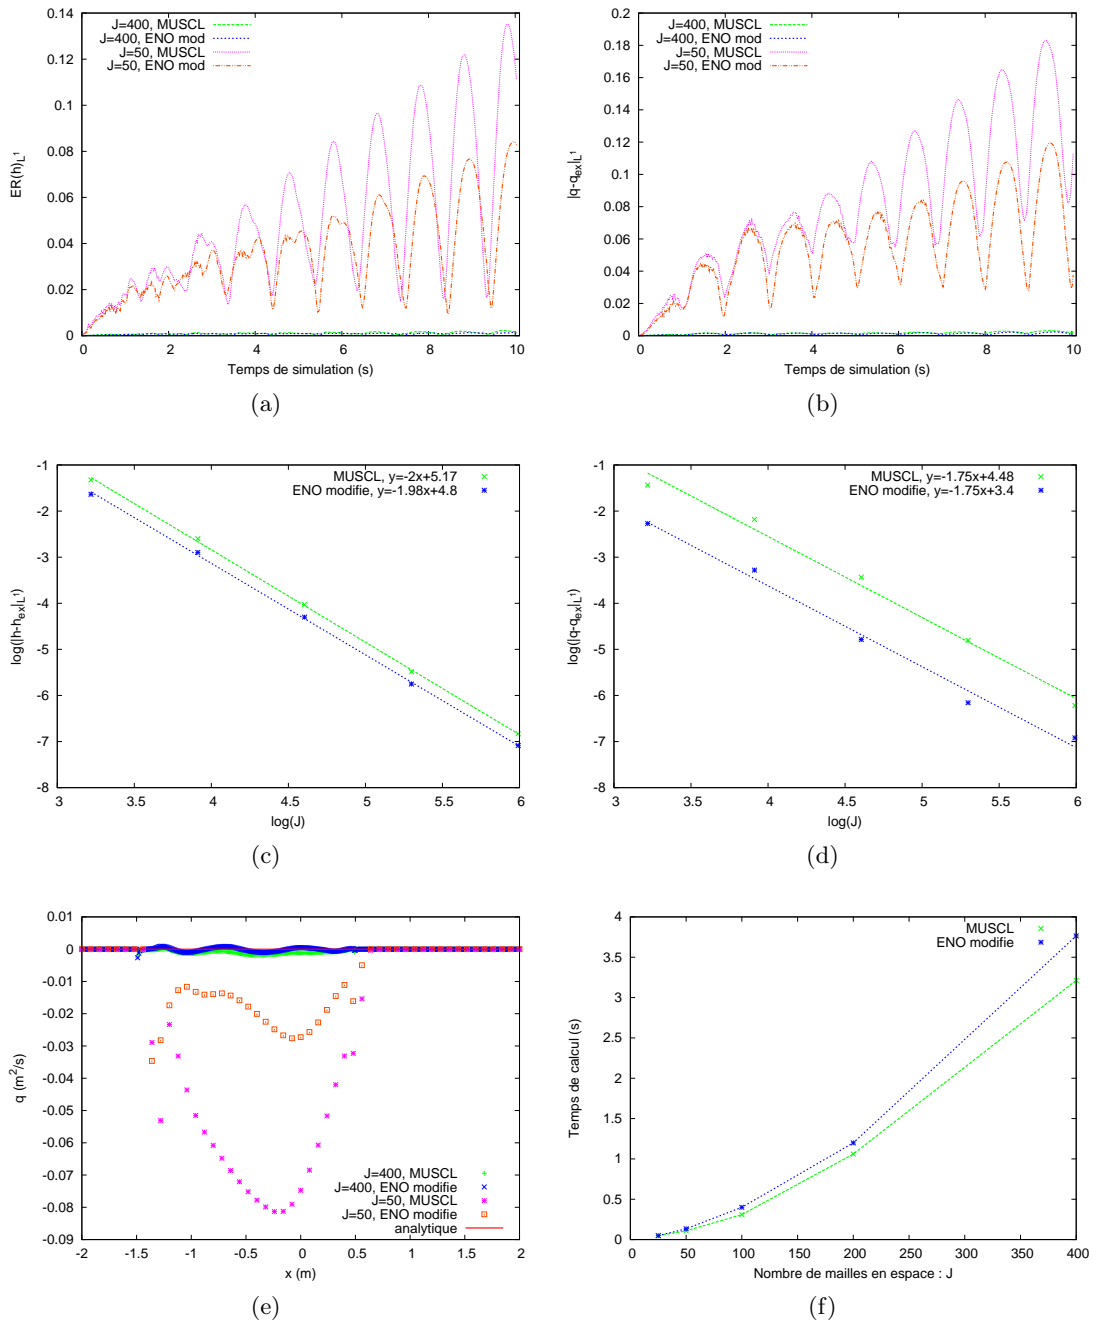 J=400, MUSCL
J=400, ENO mod
J=50, MUSCL
J=50, ENO mod
0.14
0.12
0.1
0.08
0.06
0.04
0.02
0
ER(h)L¹
0 2 4 6 8 10
Temps de simulation (s)
(a)
J=400, MUSCL
J=400, ENO mod
J=50, MUSCL
J=50, ENO mod
0.2
0.18
0.16
0.14
0.12
0.1
0.08
0.06
0.04
0.02
0
|q-qex|L¹
0 2 4 6 8 10
Temps de simulation (s)
(b)
MUSCL, y=-2x+5.17
ENO modifie, y=-1.98x+4.8
-1
-2
-3
-4
-5
-6
-7
-8
log(|h-hex|L¹)
3 3.5 4 4.5 5 5.5 6
log(J)
(c)
MUSCL, y=-1.75x+4.48
ENO modifie, y=-1.75x+3.4
-1
-2
-3
-4
-5
-6
-7
-8
log(|q-qex|L¹)
3 3.5 4 4.5 5 5.5 6
log(J)
(d)
0.01
0
-0.01
-0.02
-0.03
-0.04
-0.05
-0.06
-0.07
-0.08
-0.09
q (m²/s)
J=400, MUSCL
J=400, ENO modifie
J=50, MUSCL
J=50, ENO modifie
analytique
-2 -1.5 -1 -0.5 0 0.5 1 1.5 2
x (m)
(e)
MUSCL
ENO modifie
4
3.5
3
2.5
2
1.5
1
0.5
0
Temps de calcul (s)
0 50 100 150 200 250 300 350 400
Nombre de mailles en espace : J
(f)